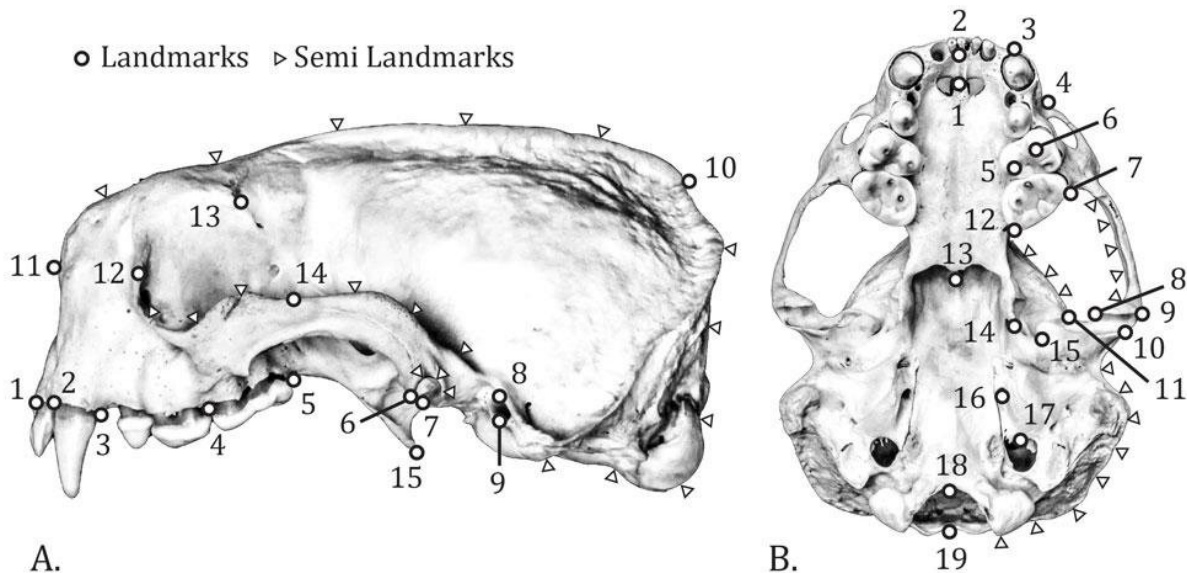 Landmarks Semi Landmarks
1 2 3 4 5 6 7 8 9 10 11 12 13 14 15
A.
1 2 3 4 5 6 7 8 9 10 11 12 13 14 15 16 17 18 19
B.